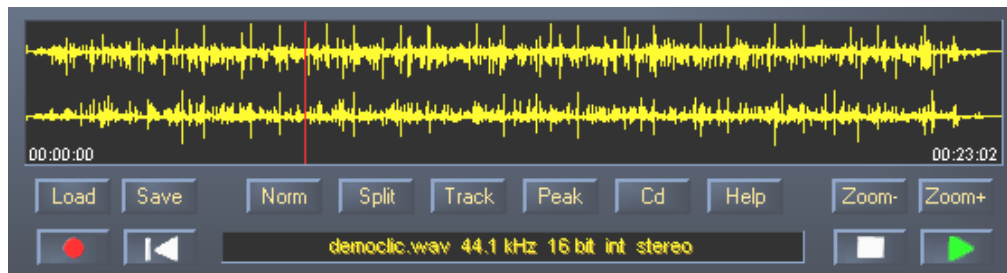 00:00:00 00:23:02
Load Save Norm Split Track Peak Cd Help Zoom- Zoom+
democlic.wav 44.1 kHz 16 bit int stereo